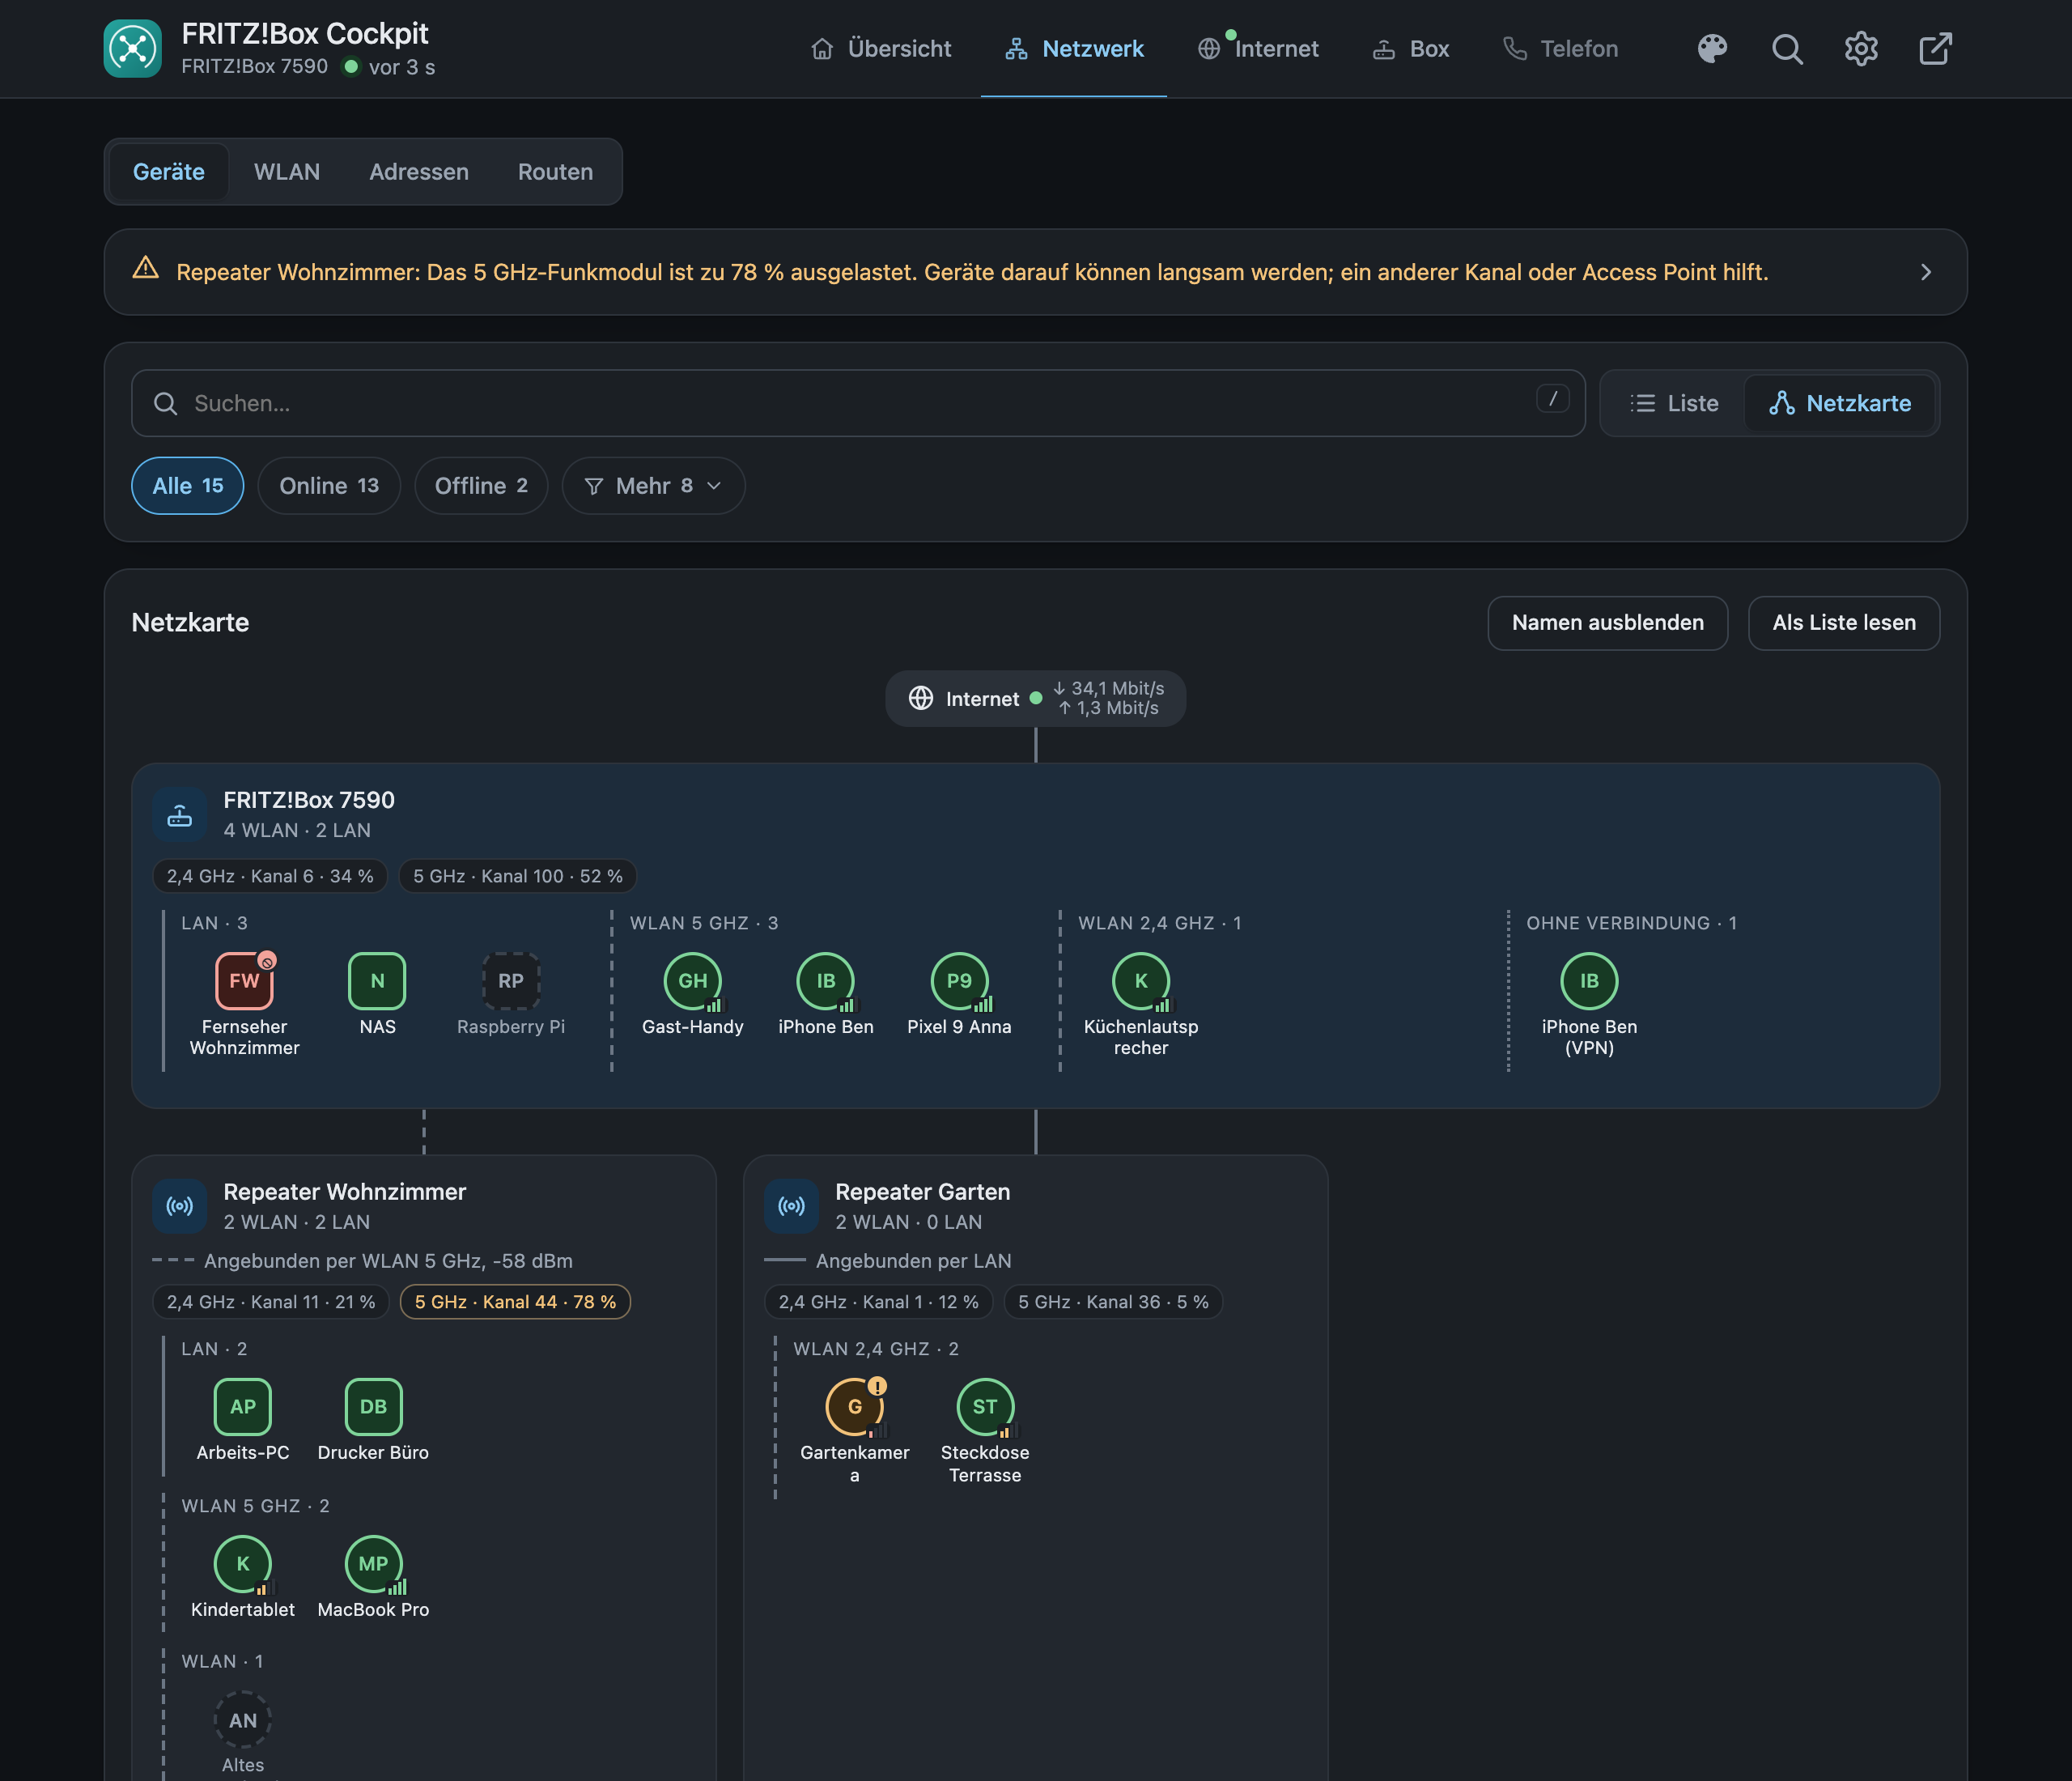 FRITZ!Box Cockpit
FRITZ!Box 7590 vor 3 s
Übersicht
Netzwerk
Internet
Box
Telefon
Geräte
WLAN
Adressen
Routen
Repeater Wohnzimmer: Das 5 GHz-Funkmodul ist zu 78 % ausgelastet. Geräte darauf können langsam werden; ein anderer Kanal oder Access Point hilft.
Suchen...
/
Liste
Netzkarte
Alle 15
Online 13
Offline 2
Mehr 8
Netzkarte
Namen ausblenden
Als Liste lesen
Internet
↓ 34,1 Mbit/s
↑ 1,3 Mbit/s
FRITZ!Box 7590
4 WLAN · 2 LAN
2,4 GHz · Kanal 6 · 34 %
5 GHz · Kanal 100 · 52 %
LAN · 3
FW
Fernseher
Wohnzimmer
N
NAS
RP
Raspberry Pi
WLAN 5 GHZ · 3
GH
Gast-Handy
IB
iPhone Ben
P9
Pixel 9 Anna
WLAN 2,4 GHZ · 1
K
Küchenlautsp
recher
OHNE VERBINDUNG · 1
IB
iPhone Ben
(VPN)
Repeater Wohnzimmer
2 WLAN · 2 LAN
Angebunden per WLAN 5 GHz, -58 dBm
2,4 GHz · Kanal 11 · 21 %
5 GHz · Kanal 44 · 78 %
LAN · 2
AP
Arbeits-PC
DB
Drucker Büro
WLAN 5 GHZ · 2
K
Kindertablet
MP
MacBook Pro
WLAN · 1
AN
Altes
Repeater Garten
2 WLAN · 0 LAN
Angebunden per LAN
2,4 GHz · Kanal 1 · 12 %
5 GHz · Kanal 36 · 5 %
WLAN 2,4 GHZ · 2
G
!
Gartenkamer
a
ST
Steckdose
Terrasse